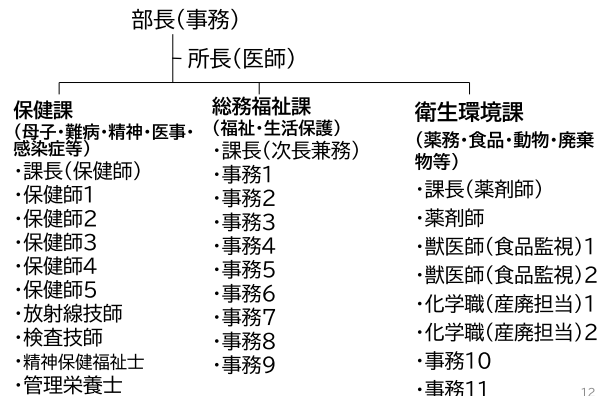 部長（事務）
所長（医師）
保健課
（母子・難病・精神・医事・
感染症等）
・課長（保健師）
・保健師1
・保健師2
・保健師3
・保健師4
・保健師5
・放射線技師
・検査技師
・精神保健福祉士
・管理栄養士
総務福祉課
（福祉・生活保護）
・課長（次長兼務）
・事務1
・事務2
・事務3
・事務4
・事務5
・事務6
・事務7
・事務8
・事務9
衛生環境課
（薬務・食品・動物・廃棄
物等）
・課長（薬剤師）
・薬剤師
・獣医師（食品監視）1
・獣医師（食品監視）2
・化学職（産廃担当）1
・化学職（産廃担当）2
・事務10
・事務11
12